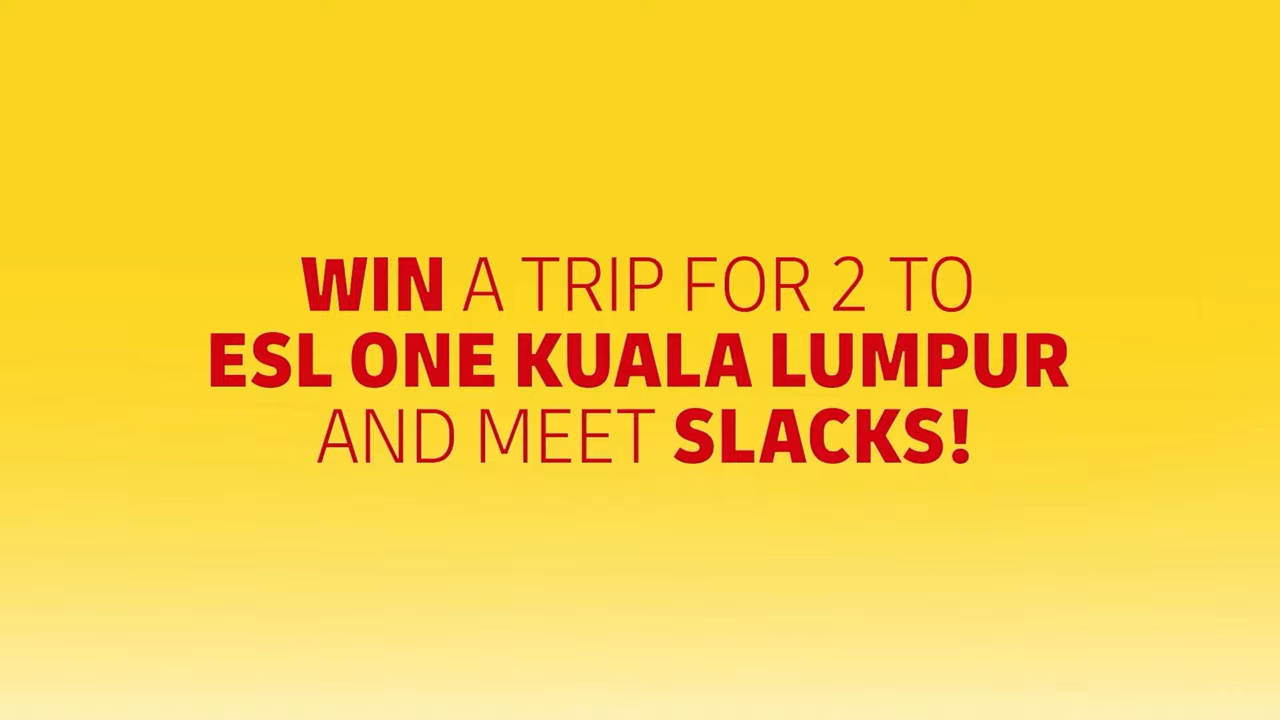 WIN A TRIP FOR 2 TO
ESL ONE KUALA LUMPUR
AND MEET SLACKS!